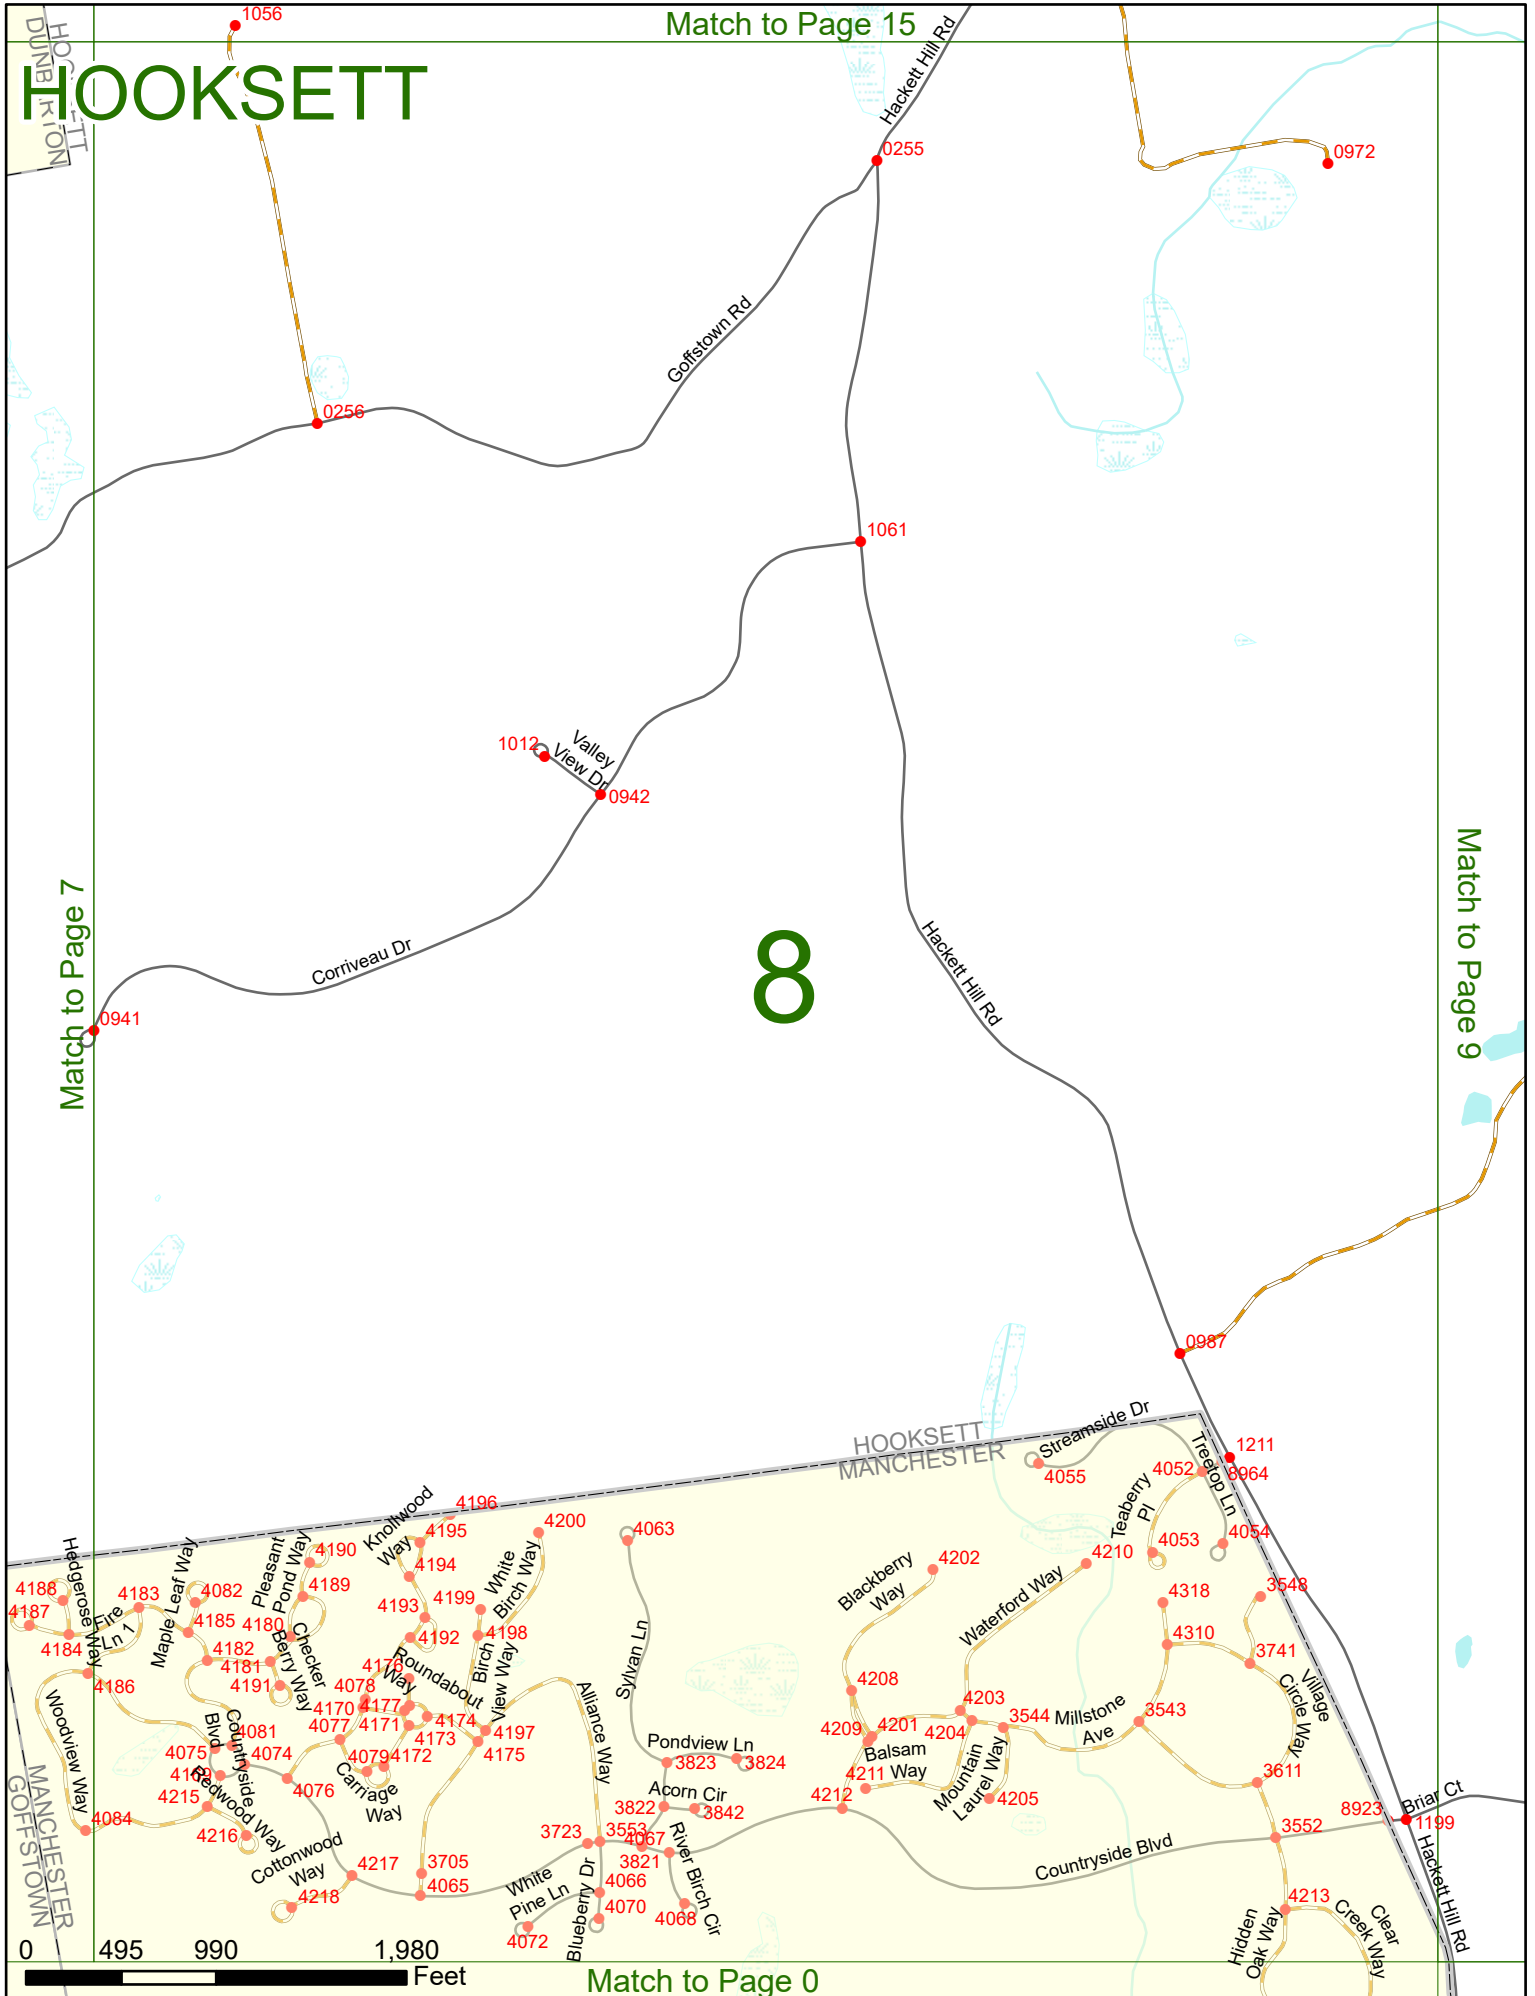 Match to Page 15
HOOKSETT
DUNBARTON
HOOKSETT
1056
Hackett Hill Rd
0255
0972
Goffstown Rd
0256
1061
1012
Valley
View Dr
0942
Match to Page 7
Match to Page 9
8
Corriveau Dr
Hackett Hill Rd
0941
0987
HOOKSETT
MANCHESTER
Streamside Dr
4055
4052
Treetop Ln
1211
8964
4054
Teaberry
Pl
4053
4196
Knollwood
Way
4195
4194
4200
4063
White
Birch Way
4199
4198
4193
4192
Pleasant
Pond Way
4190
4189
4180
Hedgerose Way
4188
4187
4184
Fire
Ln 1
4183
Maple Leaf Way
4082
4185
4182
4181
4191
Checker
Berry Way
4186
Woodview Way
4084
Blackberry
Way
4202
4210
Waterford Way
4318
3548
4310
3741
Village
Circle Way
4176
Roundabout
Way
4078
4170
4177
4171
4174
4173
4172
4077
4079
Carriage
Way
Birch
View Way
4197
4175
Sylvan Ln
Alliance Way
4208
4209
4201
4203
4204
3544
Millstone
Ave
3543
Balsam
Way
4211
4212
Mountain
Laurel Way
4205
3611
Countryside
Blvd
4081
4075
4074
4169
4076
4215
Redwood Way
4216
Pondview Ln
3823
3824
Acorn Cir
3822
3842
3723
3553
4067
3821
River Birch Cir
4068
Cottonwood
Way
4217
4218
3705
4065
White
Pine Ln
4066
4070
4072
Blueberry Dr
Countryside Blvd
3552
8923
Briar Ct
1199
Hackett Hill Rd
4213
Hidden
Oak Way
Clear
Creek Way
MANCHESTER
GOFFSTOWN
0 495 990 1,980
Feet
Match to Page 0